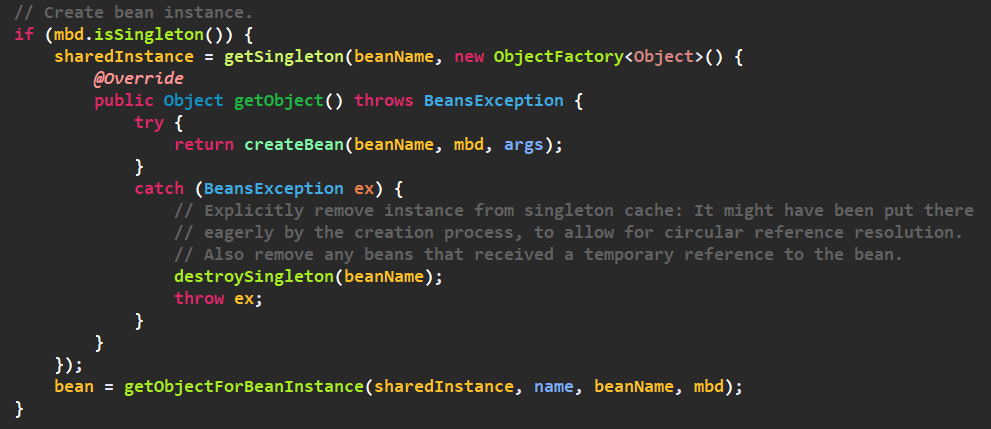 // Create bean instance.
if (mbd.isSingleton()) {
    sharedInstance = getSingleton(beanName, new ObjectFactory<Object>() {
        @Override
        public Object getObject() throws BeansException {
            try {
                return createBean(beanName, mbd, args);
            }
            catch (BeansException ex) {
                // Explicitly remove instance from singleton cache: It might have been put there
                // eagerly by the creation process, to allow for circular reference resolution.
                // Also remove any beans that received a temporary reference to the bean.
                destroySingleton(beanName);
                throw ex;
            }
        }
    });
    bean = getObjectForBeanInstance(sharedInstance, name, beanName, mbd);
}